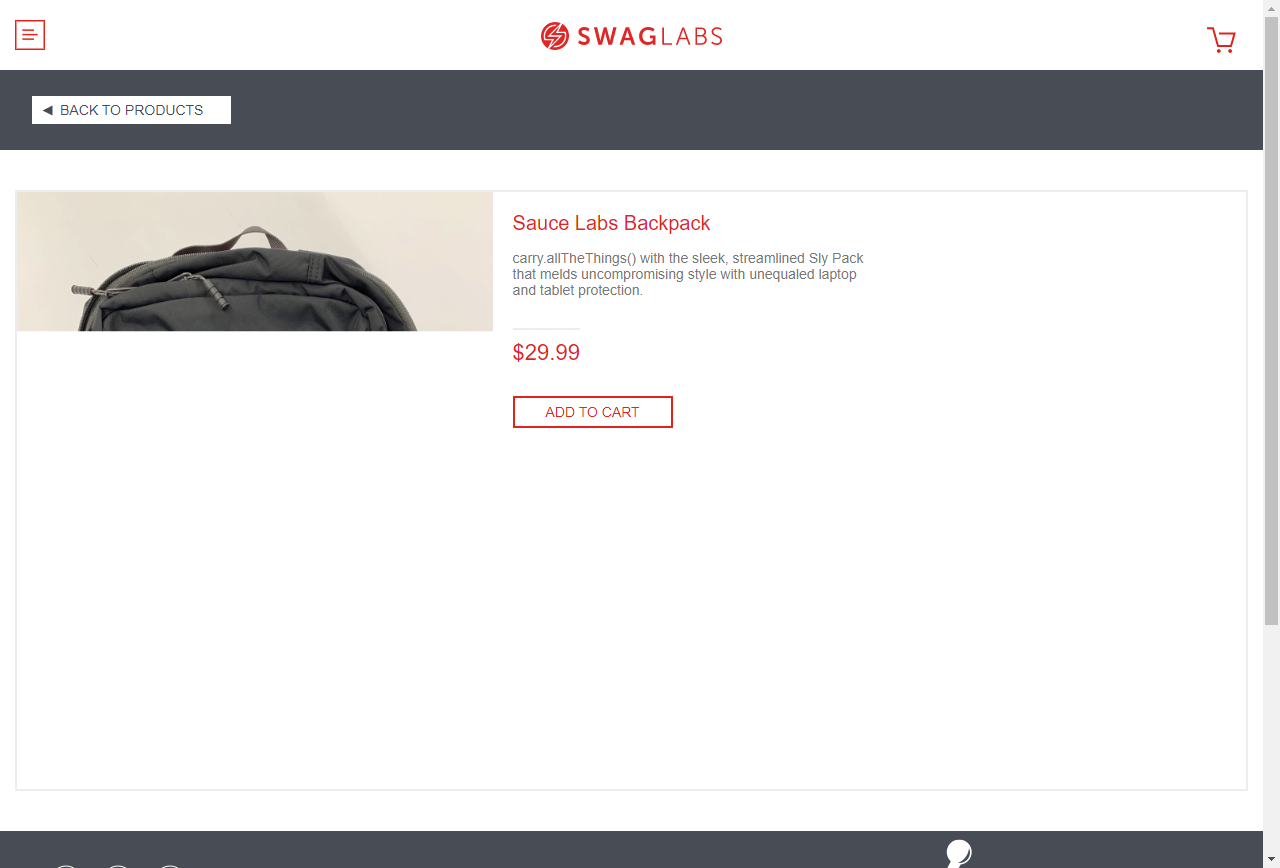 SWAGLABS
◄ BACK TO PRODUCTS
Sauce Labs Backpack
carry.allTheThings() with the sleek, streamlined Sly Pack
that melds uncompromising style with unequaled laptop
and tablet protection.
$29.99
ADD TO CART